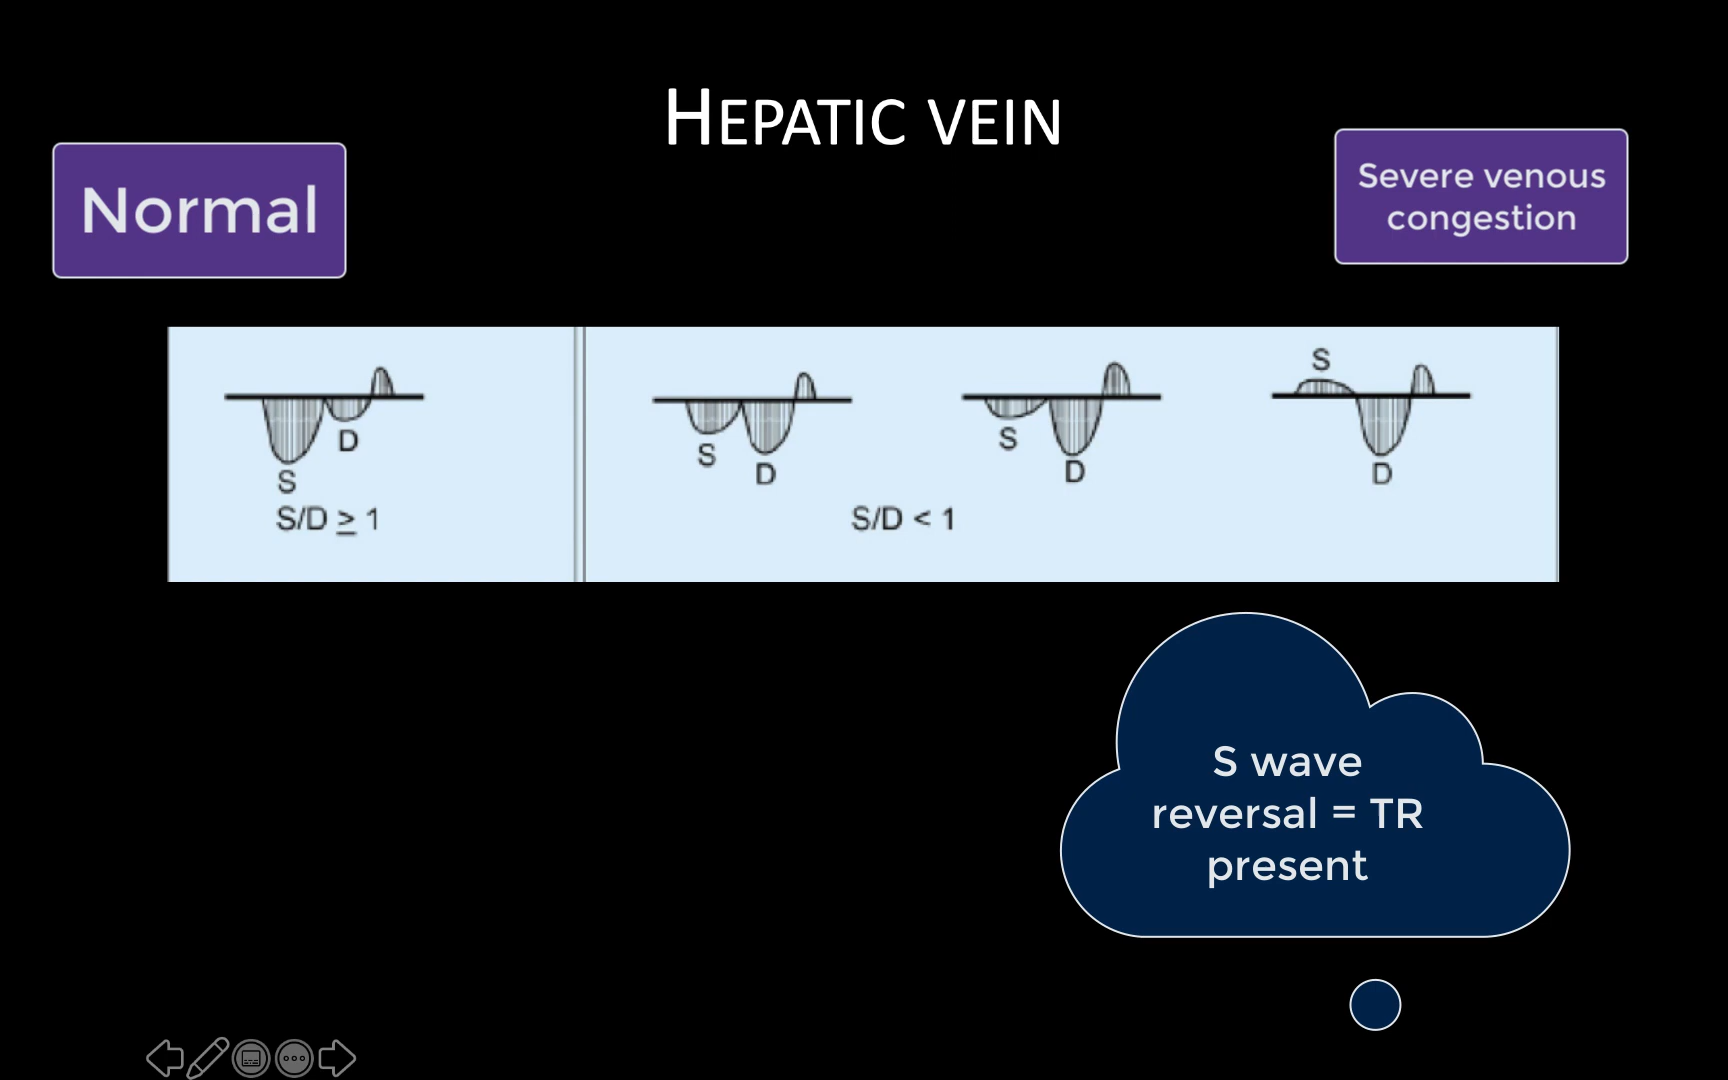 HEPATIC VEIN
Normal
Severe venous
congestion
S
D
S/D ≥ 1
S
D
S
D
S
D
S/D < 1
S wave
reversal = TR
present